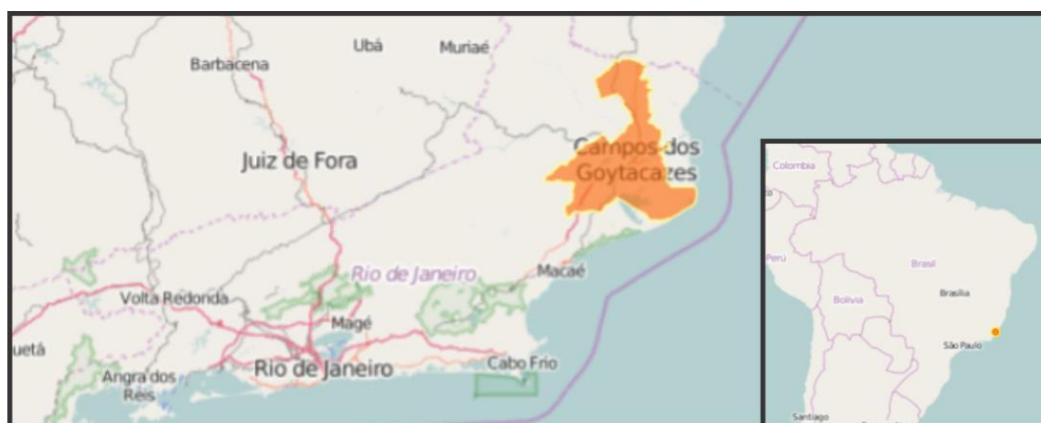 Ubá
Muriaé
Barbacena
Campos dos
Goytacazes
Juiz de Fora
Rio de Janeiro
Macaé
Volta Redonda
Magé
uetá
Rio de Janeiro
Cabo Frio
Angra dos
Reis
Colombia
Perú
Brasil
Bolivia
Brasília
São Paulo
Santiago